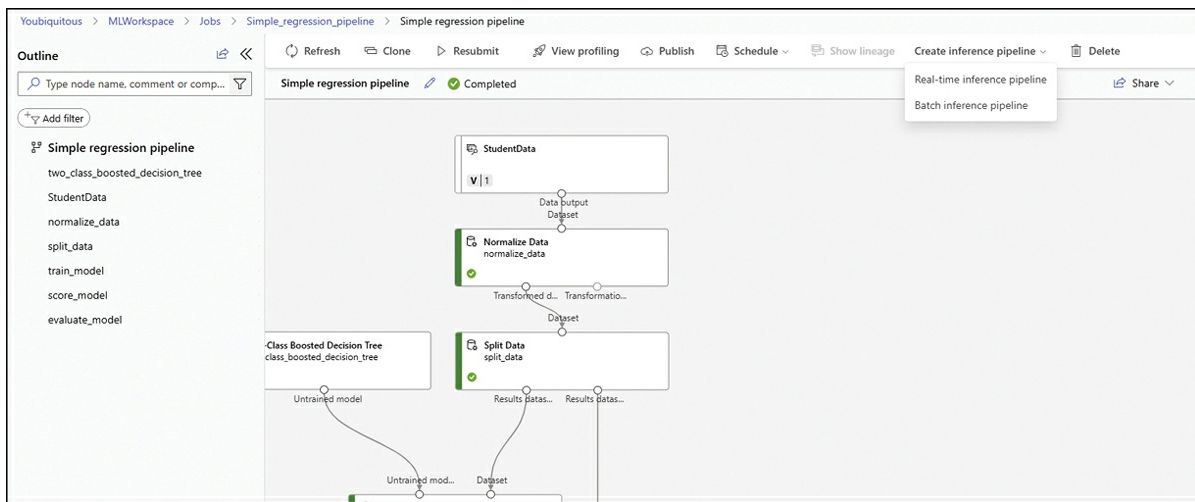 Youbiquitous > MLWorkspace > Jobs > Simple_regression_pipeline > Simple regression pipeline
Outline
Type node name, comment or comp...
Add filter
Simple regression pipeline
two_class_boosted_decision_tree
StudentData
normalize_data
split_data
train_model
score_model
evaluate_model
Refresh Clone Resubmit View profiling Publish Schedule Show lineage Create inference pipeline Delete
Real-time inference pipeline
Batch inference pipeline
Simple regression pipeline Completed Share
StudentData
V | 1
Data output
Dataset
Normalize Data
normalize_data
Transformed d... Transformatio...
Dataset
-Class Boosted Decision Tree
class_boosted_decision_tree
Untrained model
Split Data
split_data
Results datas... Results datas...
Untrained mod... Dataset